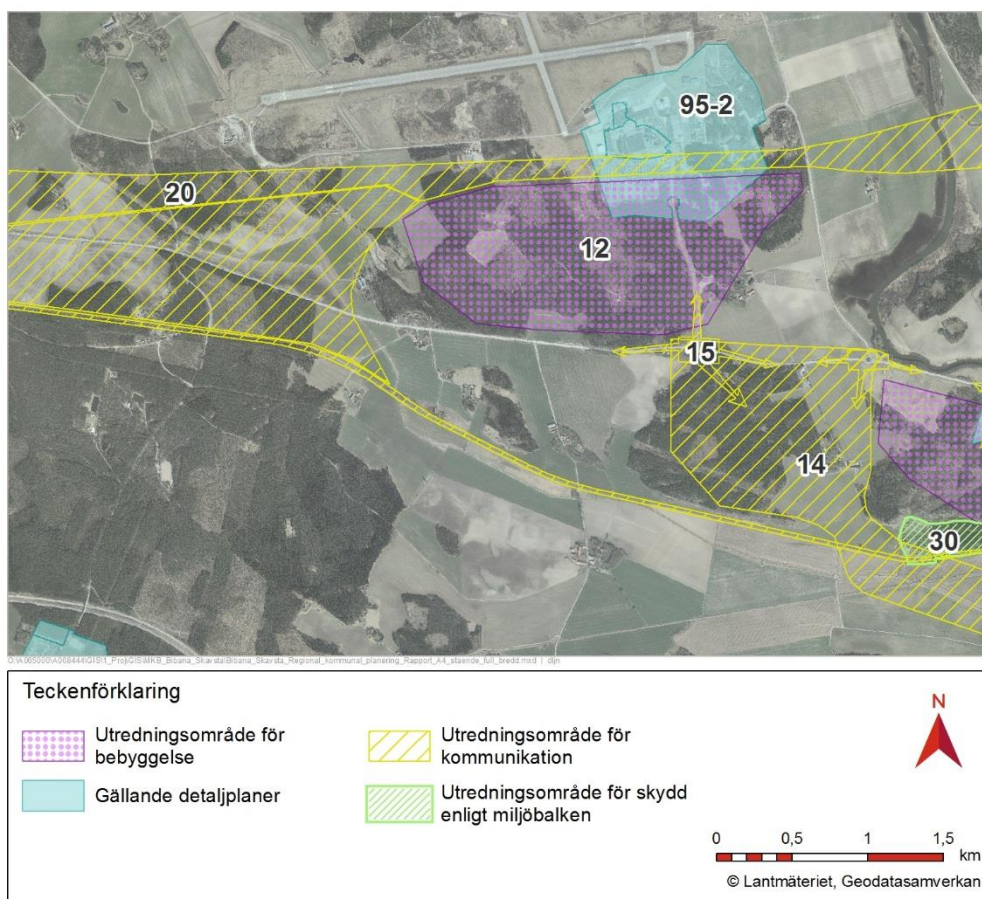 95-2
20
12
15
14
30
Teckenförklaring
Utredningsområde för
bebyggelse
Gällande detaljplaner
Utredningsområde för
kommunikation
Utredningsområde för skydd
enligt miljöbalken
N
0 0,5 1 1,5
km
© Lantmäteriet, Geodatasamverkan